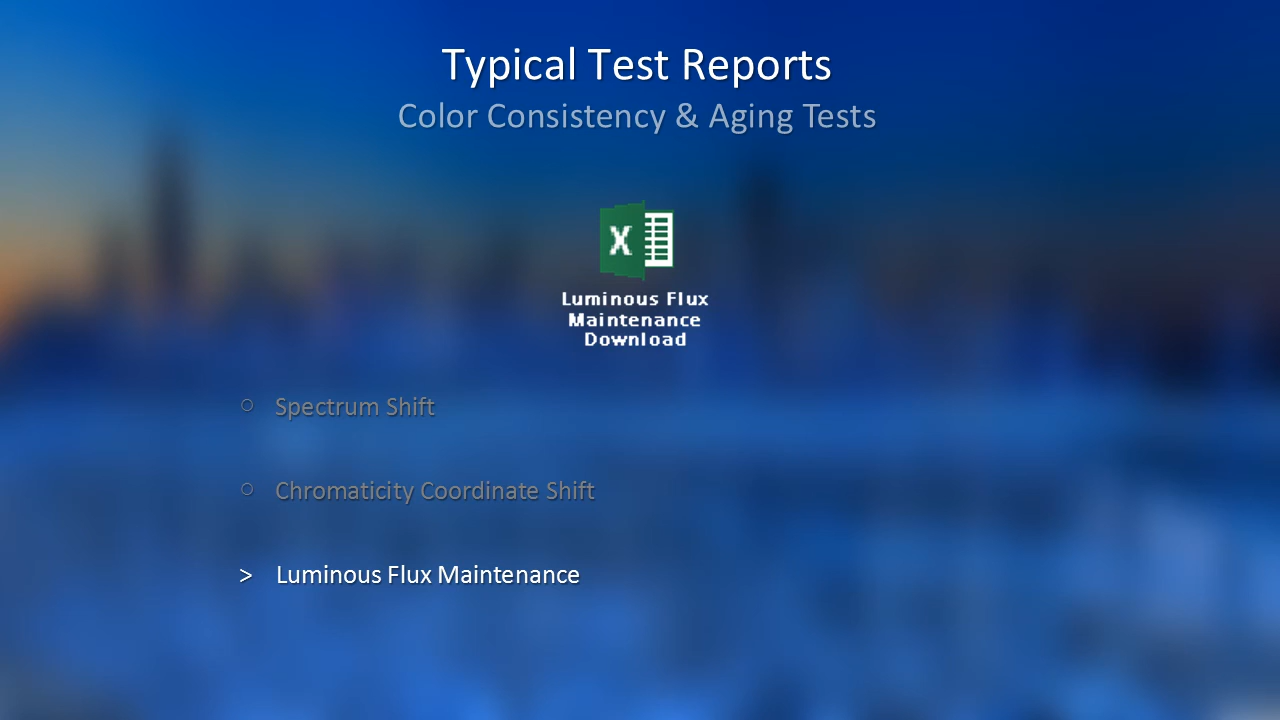 Typical Test Reports
Color Consistency & Aging Tests
X
Luminous Flux
Maintenance
Download
○ Spectrum Shift
○ Chromaticity Coordinate Shift
> Luminous Flux Maintenance